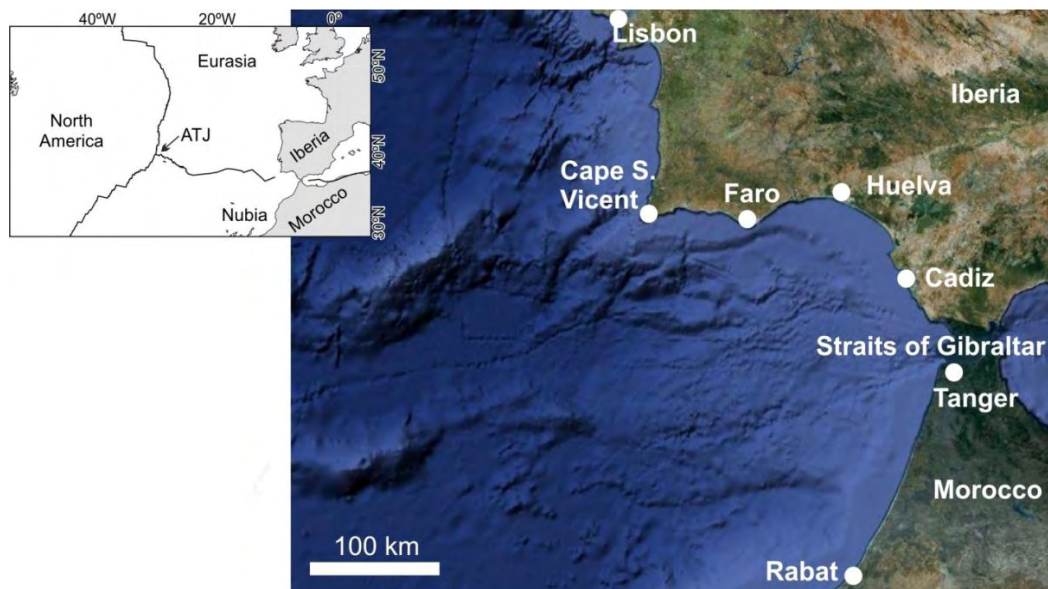 40ºW
20ºW
0º
Eurasia
50ºN
North
America
ATJ
Iberia
40ºN
Nubia
Morocco
30ºN
Lisbon
Iberia
Cape S.
Vicent
Faro
Huelva
Cadiz
Straits of Gibraltar
Tanger
Morocco
100 km
Rabat